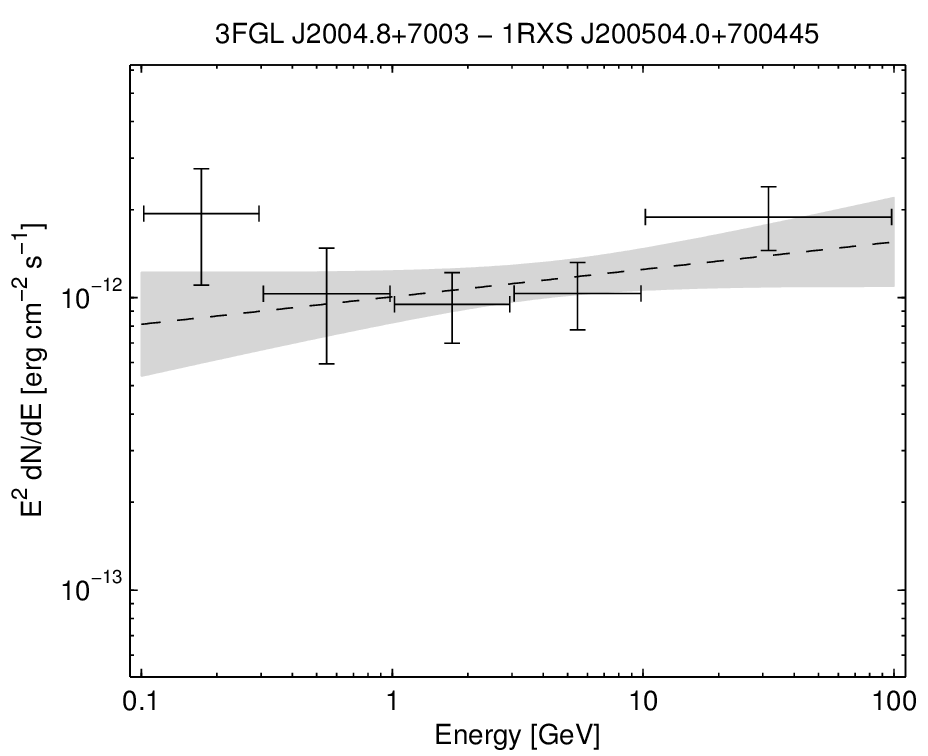 3FGL J2004.8+7003 − 1RXS J200504.0+700445
E² dN/dE [erg cm⁻² s⁻¹]
10⁻¹²
10⁻¹³
0.1 1 10 100
Energy [GeV]